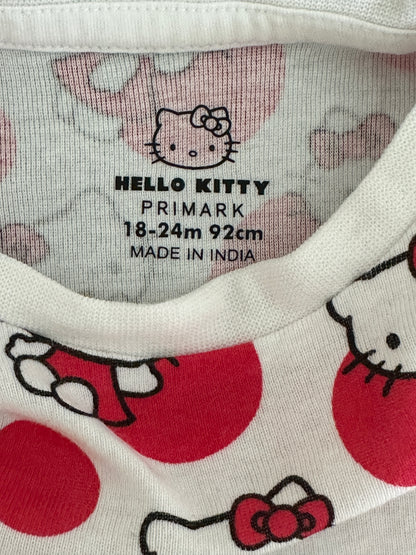 HELLO KITTY
PRIMARK
18-24m 92cm
MADE IN INDIA